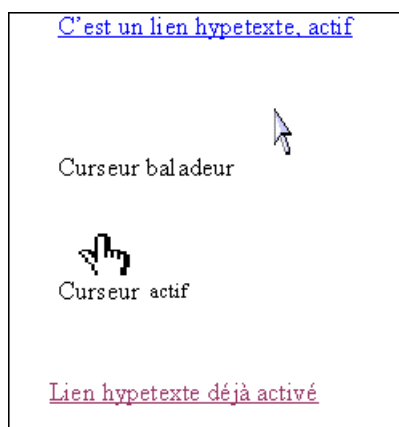 C'est un lien hypetexte, actif
Curseur baladeur
Curseur actif
Lien hypetexte déjà activé